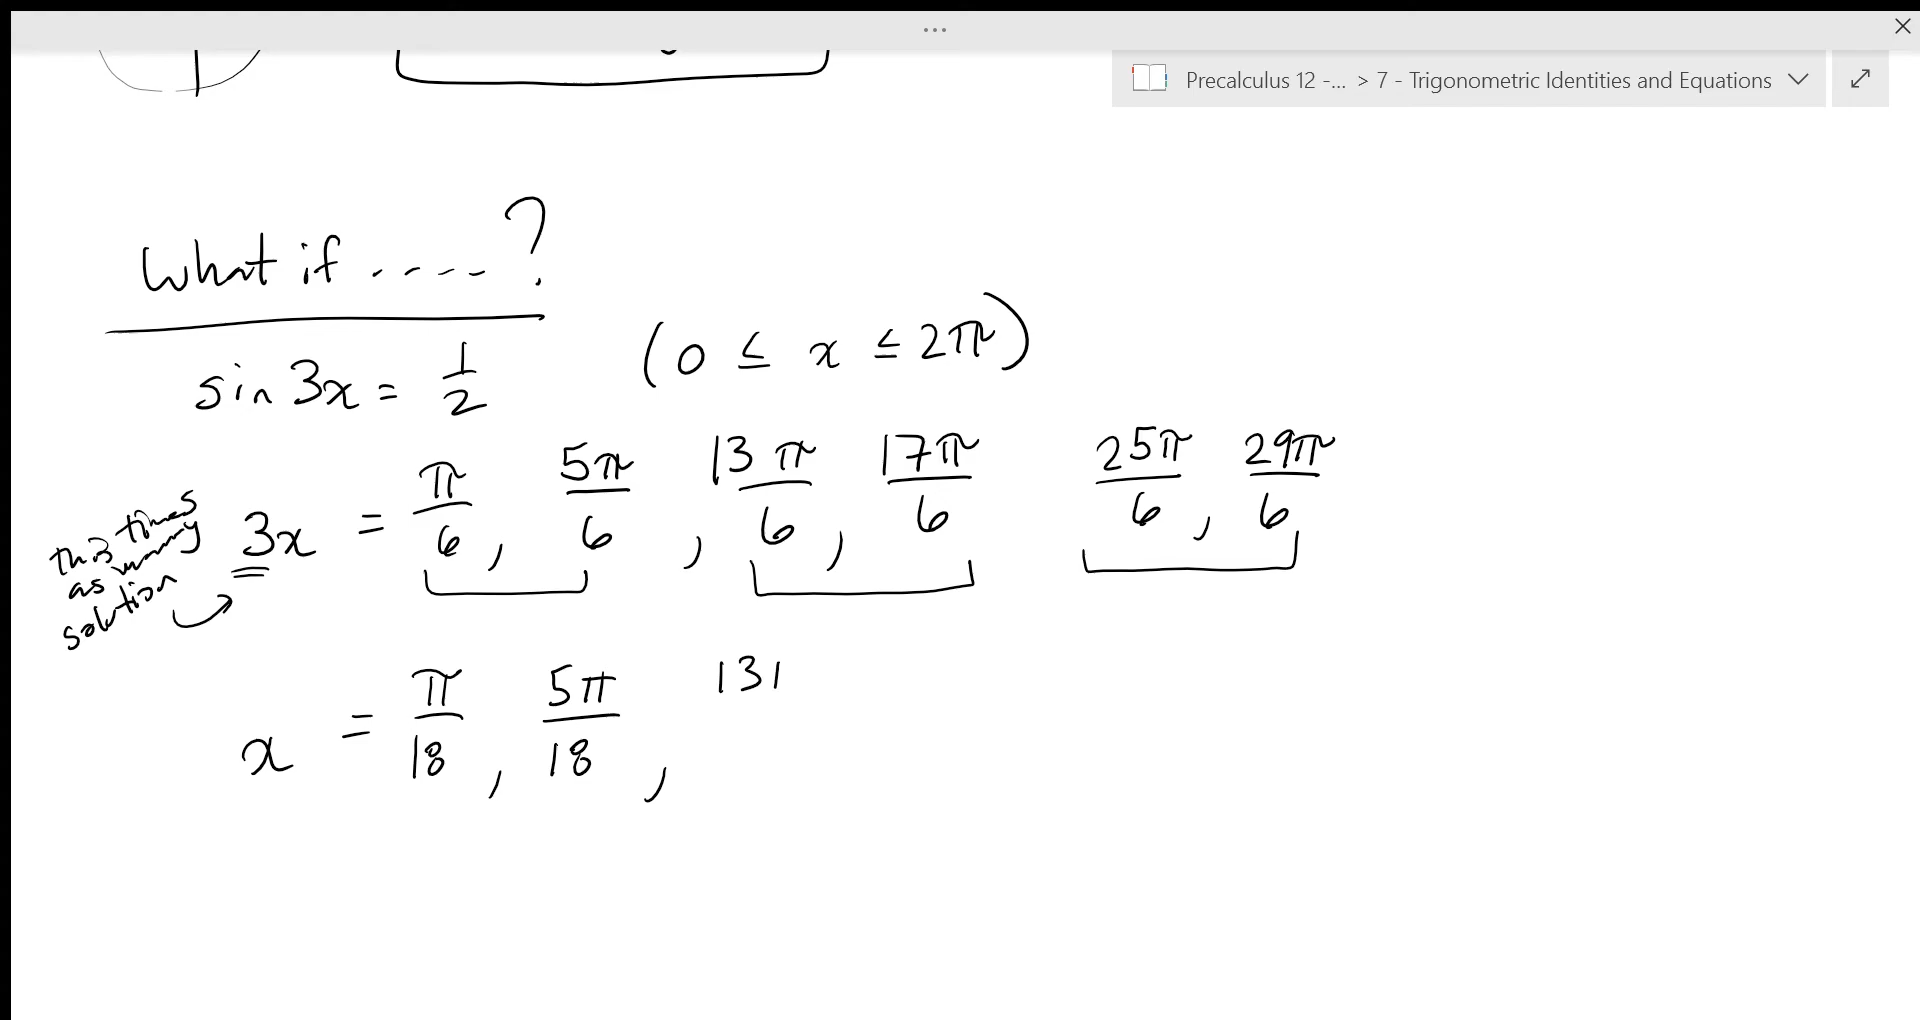 Precalculus 12 -... > 7 - Trigonometric Identities and Equations
What if ..---?
sin 3x = 1/2 (0 ≤ x ≤ 2π)
this times
as many
solution
3x = π/6, 5π/6, 13π/6, 17π/6 25π/6, 29π/6
x = π/18, 5π/18, 131